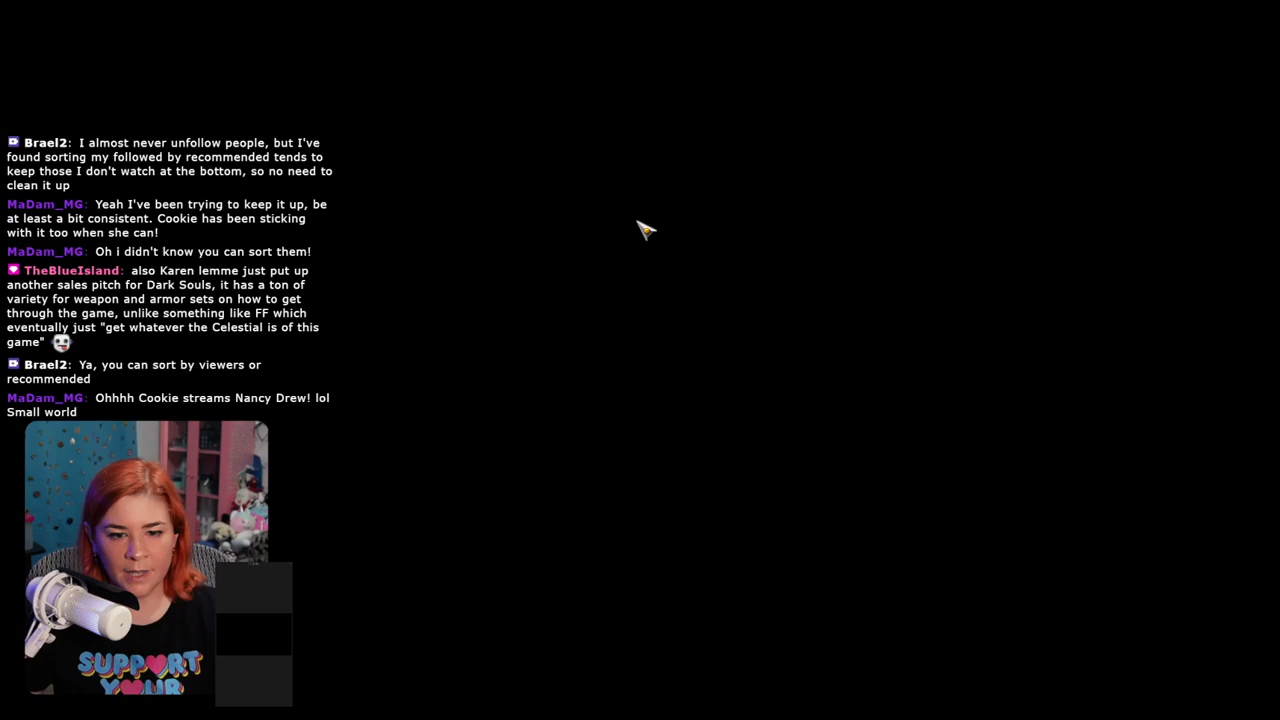 Brael2: I almost never unfollow people, but I've
found sorting my followed by recommended tends to
keep those I don't watch at the bottom, so no need to
clean it up
MaDam_MG: Yeah I've been trying to keep it up, be
at least a bit consistent. Cookie has been sticking
with it too when she can!
MaDam_MG: Oh i didn't know you can sort them!
TheBlueIsland: also Karen lemme just put up
another sales pitch for Dark Souls, it has a ton of
variety for weapon and armor sets on how to get
through the game, unlike something like FF which
eventually just "get whatever the Celestial is of this
game"
Brael2: Ya, you can sort by viewers or
recommended
MaDam_MG: Ohhhh Cookie streams Nancy Drew! lol
Small world
SUPPORT
YOUR